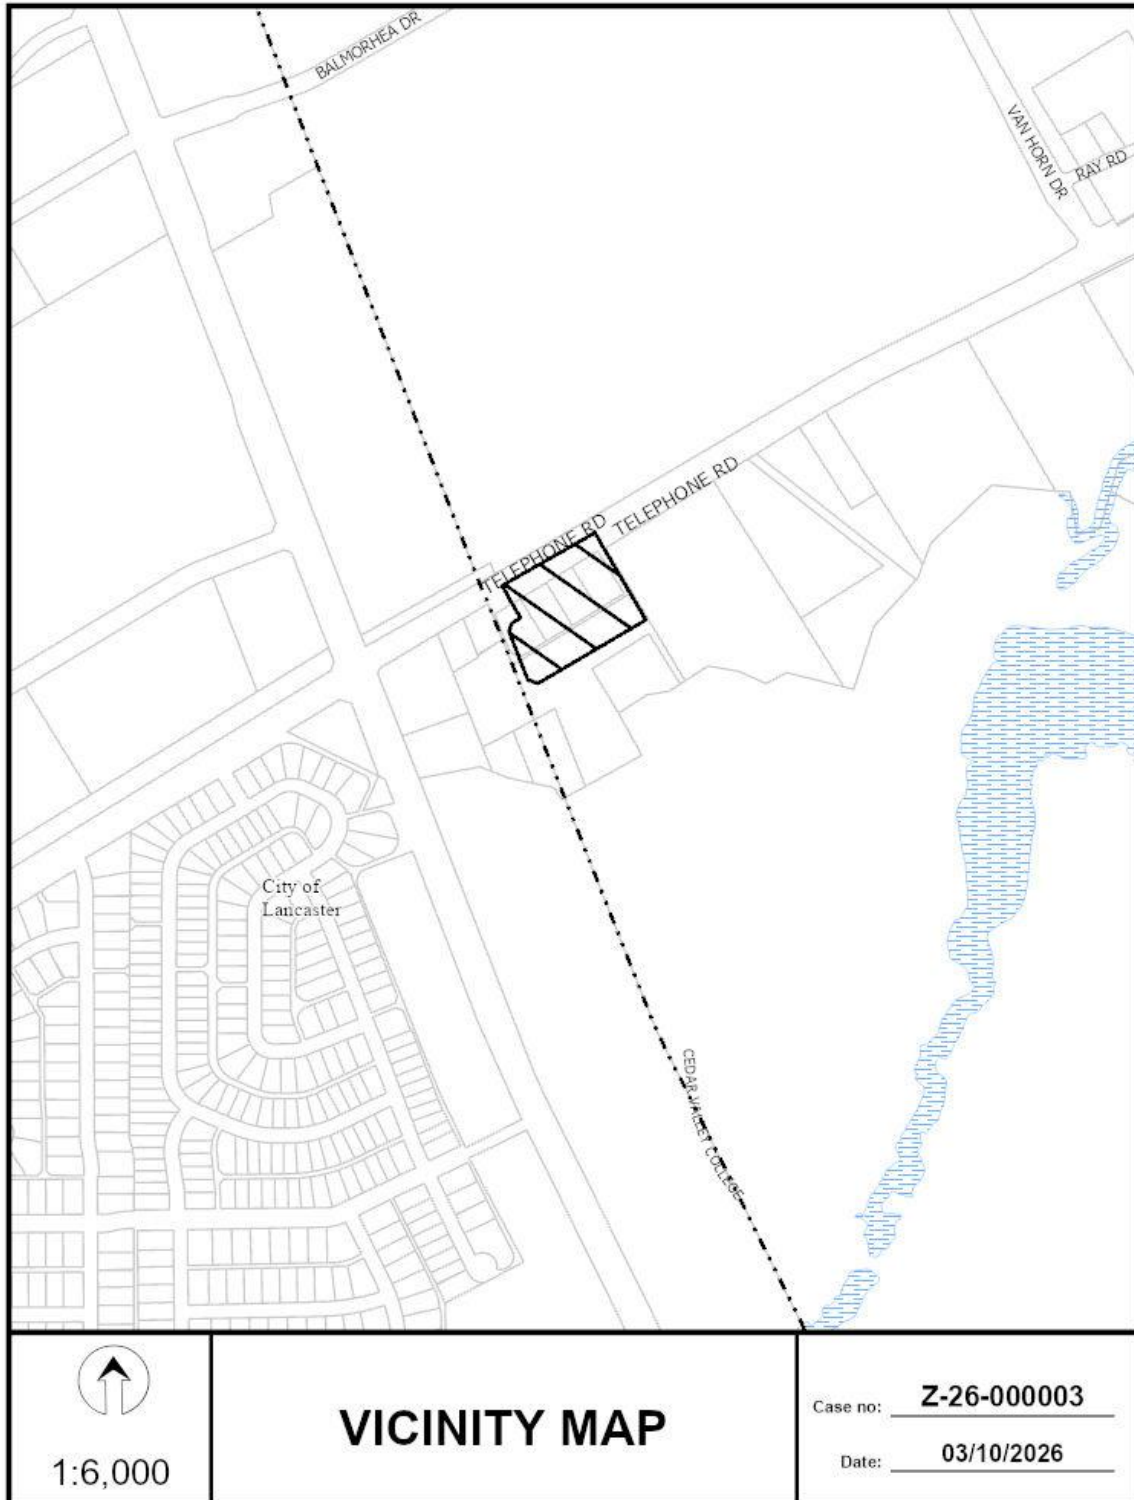 BALMORHEA DR
VAN HORN DR
RAY RD
TELEPHONE RD
TELEPHONE RD
City of
Lancaster
CEDAR VALLEY COLLEGE
1:6,000
VICINITY MAP
Case no: Z-26-000003
Date: 03/10/2026